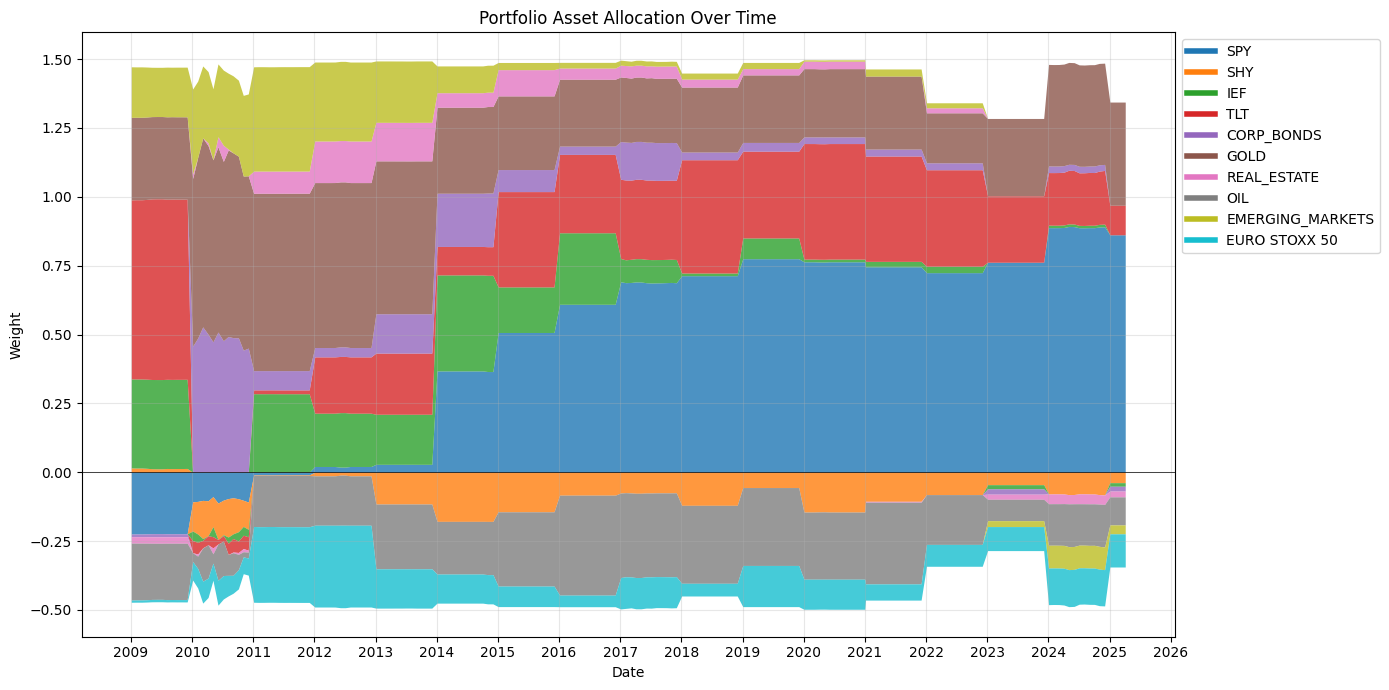 Portfolio Asset Allocation Over Time
Weight
1.50
1.25
1.00
0.75
0.50
0.25
0.00
−0.25
−0.50
2009 2010 2011 2012 2013 2014 2015 2016 2017 2018 2019 2020 2021 2022 2023 2024 2025 2026
Date
SPY
SHY
IEF
TLT
CORP_BONDS
GOLD
REAL_ESTATE
OIL
EMERGING_MARKETS
EURO STOXX 50